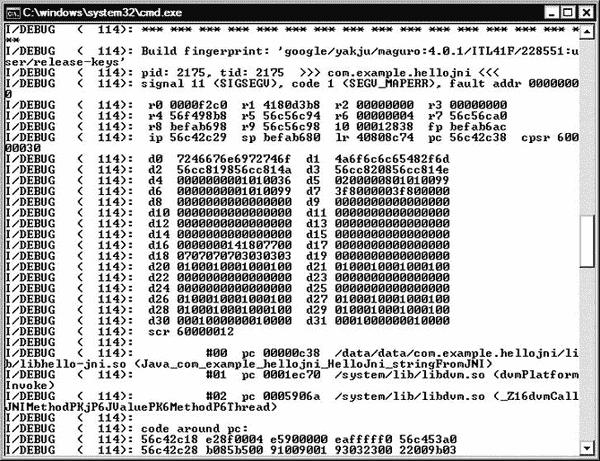 C:\windows\system32\cmd.exe
I/DEBUG   (  114): *** *** *** *** *** *** *** *** *** *** *** *** *** *** *** *
**
I/DEBUG   (  114): Build fingerprint: 'google/yakju/maguro:4.0.1/ITL41F/228551:u
ser/release-keys'
I/DEBUG   (  114): pid: 2175, tid: 2175  >>> com.example.hellojni <<<
I/DEBUG   (  114): signal 11 (SIGSEGV), code 1 (SEGV_MAPERR), fault addr 0000000
0
I/DEBUG   (  114):  r0 0000f2c0  r1 4180d3b8  r2 00000000  r3 00000000
I/DEBUG   (  114):  r4 56f498b8  r5 56c56c94  r6 00000004  r7 56c56ca0
I/DEBUG   (  114):  r8 befab698  r9 56c56c98  10 00012838  fp befab6ac
I/DEBUG   (  114):  ip 56c42c29  sp befab680  lr 40808c74  pc 56c42c38  cpsr 600
00030
I/DEBUG   (  114):  d0  7246676e6972746f  d1  4a6f6c6c65482f6d
I/DEBUG   (  114):  d2  56cc819856cc814a  d3  56cc820856cc814e
I/DEBUG   (  114):  d4  0000000001010036  d5  0200000801010099
I/DEBUG   (  114):  d6  0000000001010099  d7  3f8000003f800000
I/DEBUG   (  114):  d8  0000000000000000  d9  0000000000000000
I/DEBUG   (  114):  d10 0000000000000000  d11 0000000000000000
I/DEBUG   (  114):  d12 0000000000000000  d13 0000000000000000
I/DEBUG   (  114):  d14 0000000000000000  d15 0000000000000000
I/DEBUG   (  114):  d16 0000000141807700  d17 0000000000000000
I/DEBUG   (  114):  d18 0707070703030303  d19 0000000000000000
I/DEBUG   (  114):  d20 0100010001000100  d21 0100010001000100
I/DEBUG   (  114):  d22 0000000000000000  d23 0000000000000000
I/DEBUG   (  114):  d24 0000000000000000  d25 0000000000000000
I/DEBUG   (  114):  d26 0100010001000100  d27 0100010001000100
I/DEBUG   (  114):  d28 0100010001000100  d29 0100010001000100
I/DEBUG   (  114):  d30 0001000000010000  d31 0001000000010000
I/DEBUG   (  114):  scr 60000012
I/DEBUG   (  114):
I/DEBUG   (  114):          #00  pc 00000c38  /data/data/com.example.hellojni/li
b/libhello-jni.so (Java_com_example_hellojni_HelloJni_stringFromJNI)
I/DEBUG   (  114):          #01  pc 0001ec70  /system/lib/libdvm.so (dvmPlatform
Invoke)
I/DEBUG   (  114):          #02  pc 0005906a  /system/lib/libdvm.so (_Z16dvmCall
JNIMethodPKjP6JValuePK6MethodP6Thread)
I/DEBUG   (  114):
I/DEBUG   (  114): code around pc:
I/DEBUG   (  114): 56c42c18 e28f0004 e5900000 eafffff0 56c453a0
I/DEBUG   (  114): 56c42c28 b085b500 91009001 93032300 22009b03